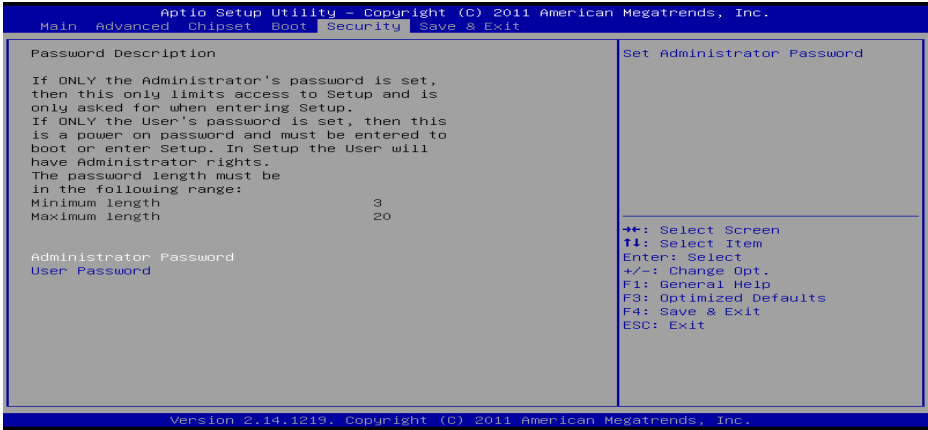 Aptio Setup Utility – Copyright (C) 2011 American Megatrends, Inc.
Main Advanced Chipset Boot Security Save & Exit
Password Description
If ONLY the Administrator's password is set,
then this only limits access to Setup and is
only asked for when entering Setup.
If ONLY the User's password is set, then this
is a power on password and must be entered to
boot or enter Setup. In Setup the User will
have Administrator rights.
The password length must be
in the following range:
Minimum length 3
Maximum length 20
Administrator Password
User Password
Set Administrator Password
→←: Select Screen
↑↓: Select Item
Enter: Select
+/-: Change Opt.
F1: General Help
F3: Optimized Defaults
F4: Save & Exit
ESC: Exit
Version 2.14.1219. Copyright (C) 2011 American Megatrends, Inc.